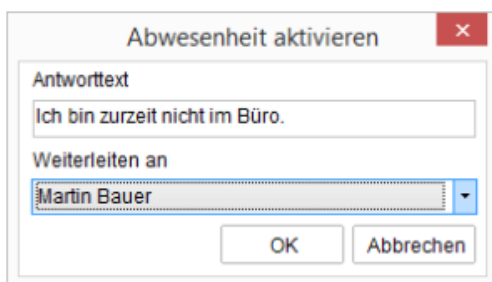 Abwesenheit aktivieren
Antworttext
Ich bin zurzeit nicht im Büro.
Weiterleiten an
Martin Bauer
OK Abbrechen